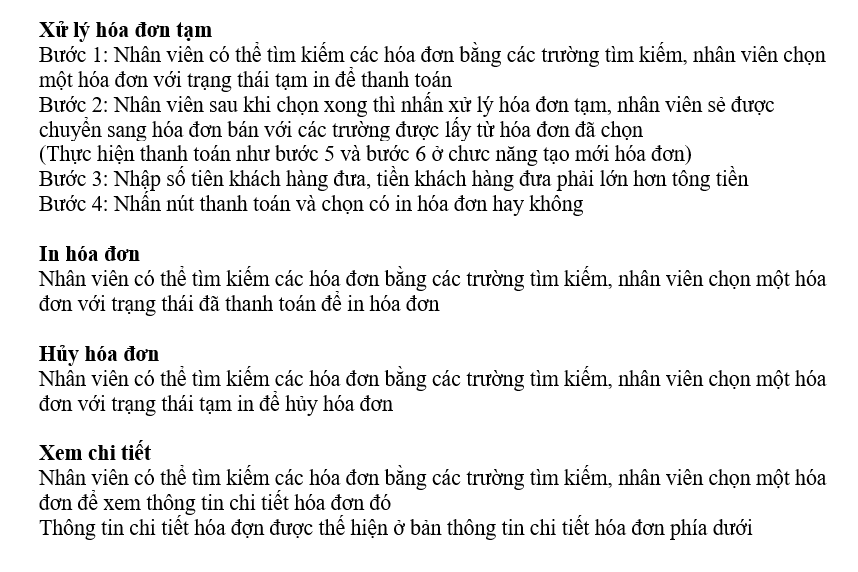 Xử lý hóa đơn tạm
Bước 1: Nhân viên có thể tìm kiếm các hóa đơn bằng các trường tìm kiếm, nhân viên chọn
một hóa đơn với trạng thái tạm in để thanh toán
Bước 2: Nhân viên sau khi chọn xong thì nhấn xử lý hóa đơn tạm, nhân viên sẻ được
chuyển sang hóa đơn bán với các trường được lấy từ hóa đơn đã chọn
(Thực hiện thanh toán như bước 5 và bước 6 ở chưc năng tạo mới hóa đơn)
Bước 3: Nhập số tiên khách hàng đưa, tiền khách hàng đưa phải lớn hơn tông tiền
Bước 4: Nhấn nút thanh toán và chọn có in hóa đơn hay không
In hóa đơn
Nhân viên có thể tìm kiếm các hóa đơn bằng các trường tìm kiếm, nhân viên chọn một hóa
đơn với trạng thái đã thanh toán để in hóa đơn
Hủy hóa đơn
Nhân viên có thể tìm kiếm các hóa đơn bằng các trường tìm kiếm, nhân viên chọn một hóa
đơn với trạng thái tạm in để hủy hóa đơn
Xem chi tiết
Nhân viên có thể tìm kiếm các hóa đơn bằng các trường tìm kiếm, nhân viên chọn một hóa
đơn để xem thông tin chi tiết hóa đơn đó
Thông tin chi tiết hóa đợn được thế hiện ở bản thông tin chi tiết hóa đơn phía dưới